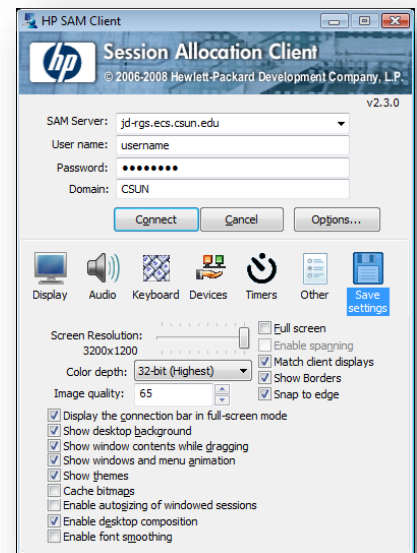 HP SAM Client
hp
Session Allocation Client
© 2006-2008 Hewlett-Packard Development Company, L.P.
v2.3.0
SAM Server: jd-rgs.ecs.csun.edu
User name: username
Password: ••••••••
Domain: CSUN
Connect Cancel Options...
Display Audio Keyboard Devices Timers Other Save settings
Screen Resolution:
3200x1200
Color depth: 32-bit (Highest)
Image quality: 65
Full screen
Enable spanning
Match client displays
Show Borders
Snap to edge
Display the connection bar in full-screen mode
Show desktop background
Show window contents while dragging
Show windows and menu animation
Show themes
Cache bitmaps
Enable autosizing of windowed sessions
Enable desktop composition
Enable font smoothing